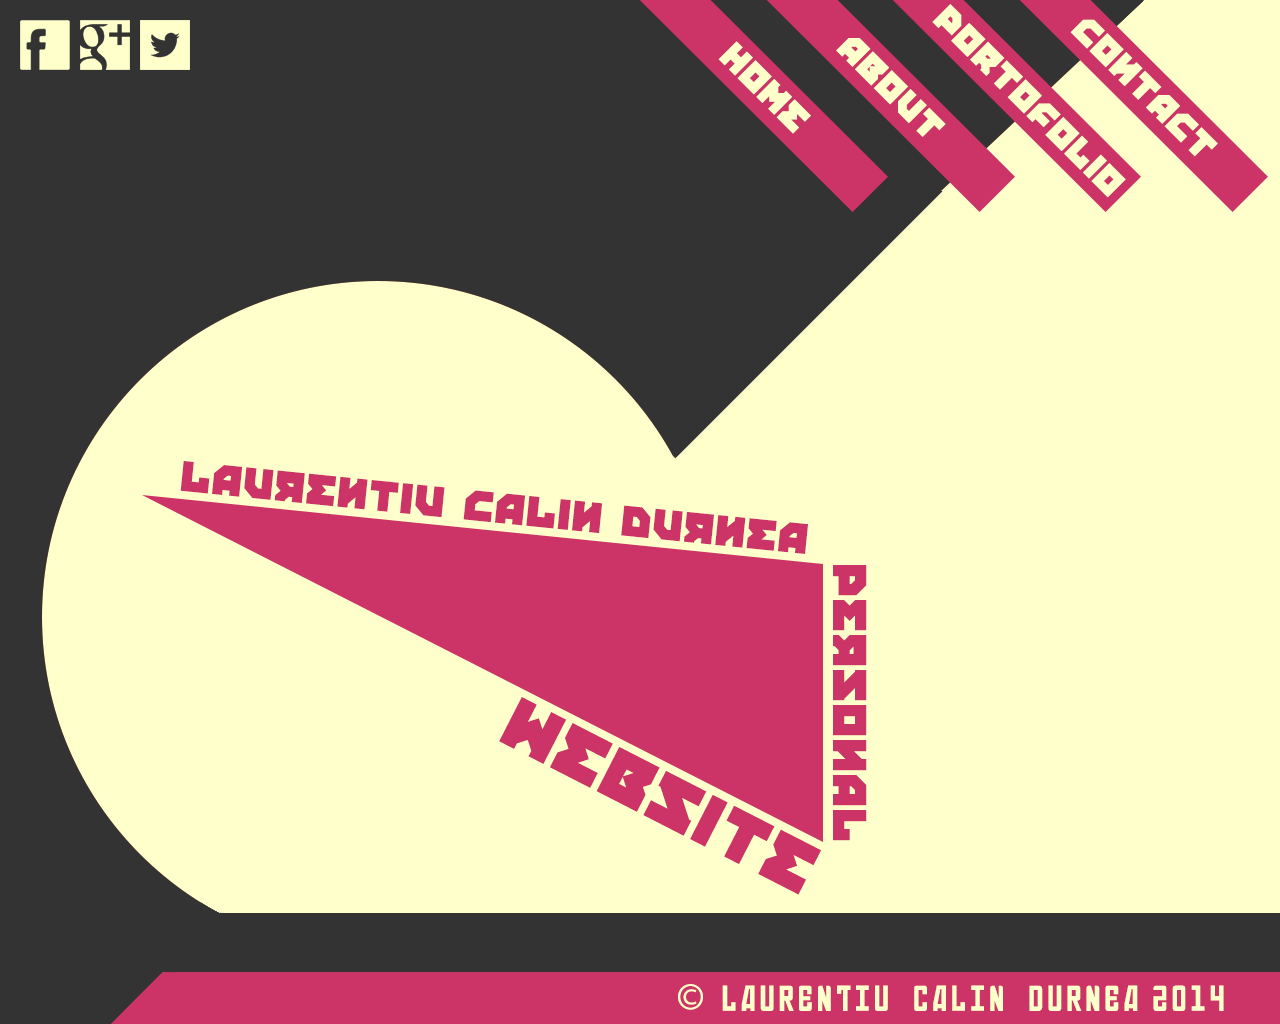 f g+
HOME
ABOUT
PORTOFOLIO
CONTACT
LAURENTIU CALIN DURNEA
PERSONAL
WEBSITE
© LAURENTIU CALIN DURNEA 2014